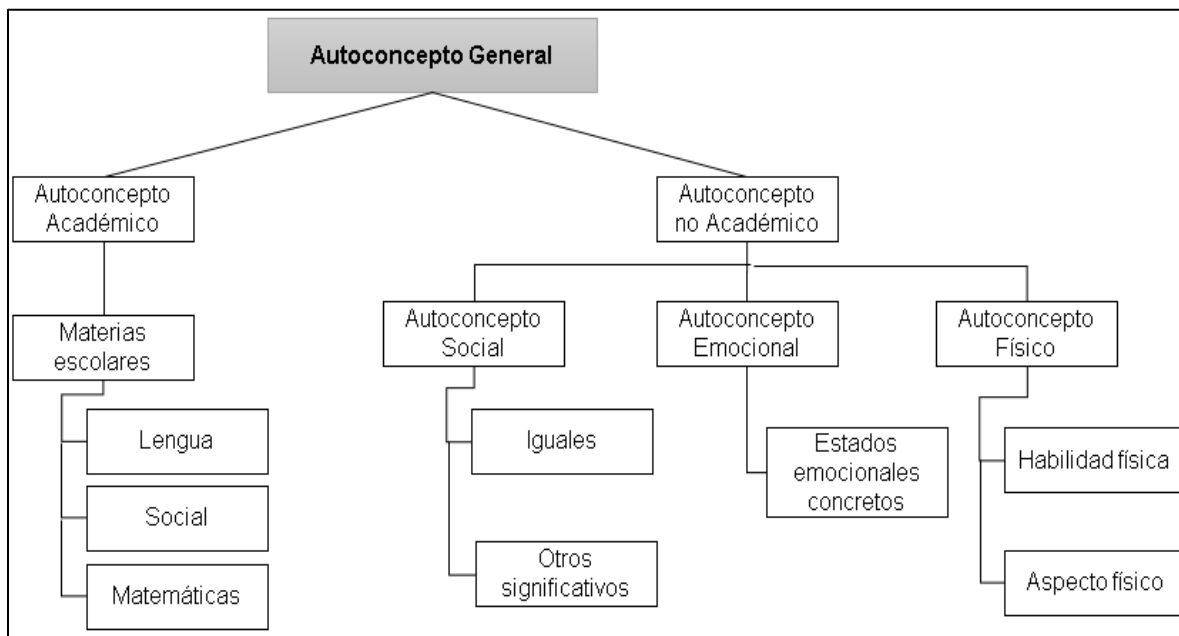 Autoconcepto General
Autoconcepto
Académico
Autoconcepto
no Académico
Materias
escolares
Autoconcepto
Social
Autoconcepto
Emocional
Autoconcepto
Físico
Lengua
Social
Matemáticas
Iguales
Otros
significativos
Estados
emocionales
concretos
Habilidad física
Aspecto físico